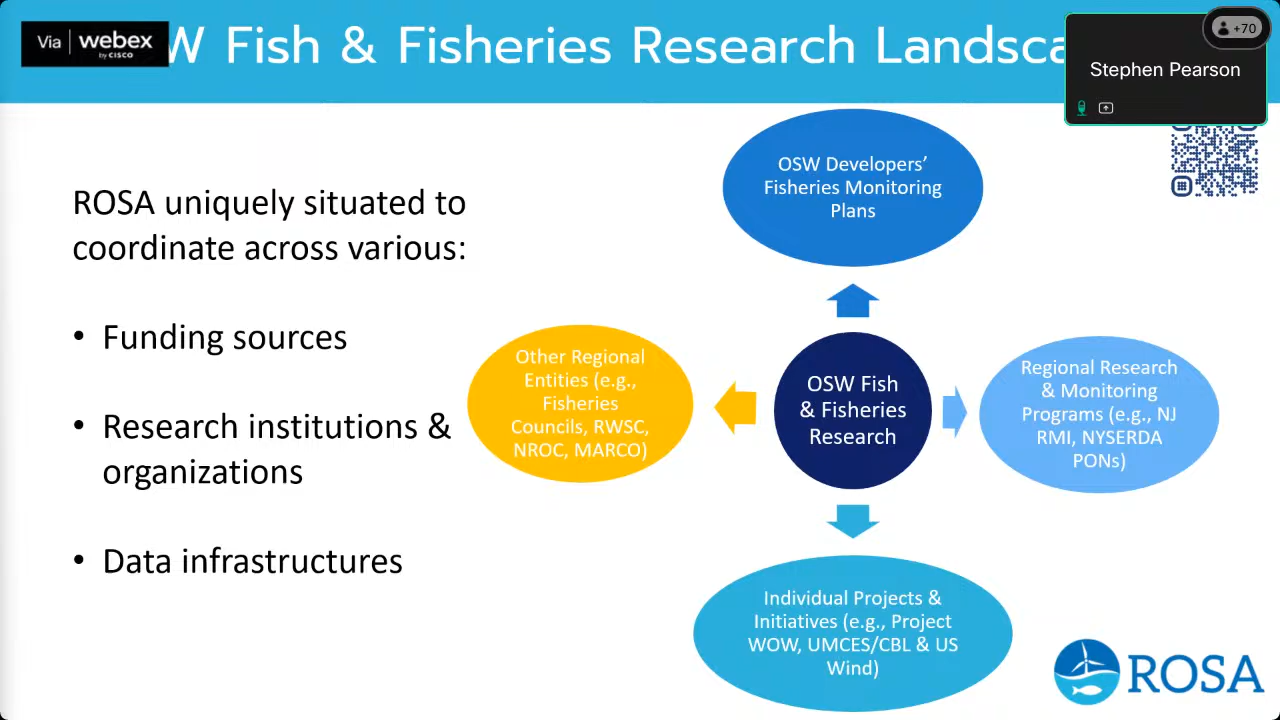 Via webex
by CISCO
W Fish & Fisheries Research Landsca
+70
Stephen Pearson
ROSA uniquely situated to
coordinate across various:
• Funding sources
• Research institutions &
organizations
• Data infrastructures
OSW Developers’
Fisheries Monitoring
Plans
Other Regional
Entities (e.g.,
Fisheries
Councils, RWSC,
NROC, MARCO)
OSW Fish
& Fisheries
Research
Regional Research
& Monitoring
Programs (e.g., NJ
RMI, NYSERDA
PONs)
Individual Projects &
Initiatives (e.g., Project
WOW, UMCES/CBL & US
Wind)
ROSA